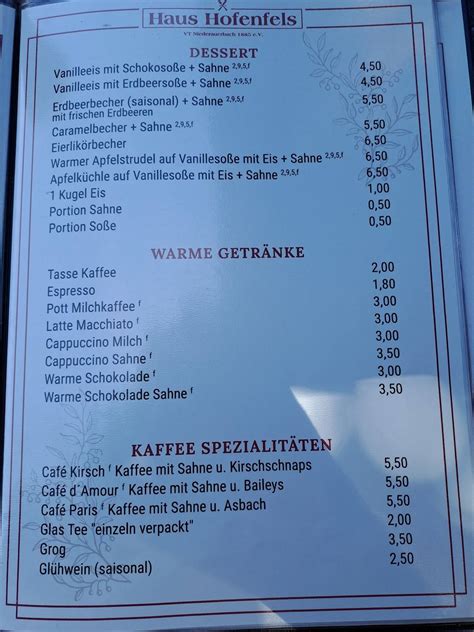 Haus Hofenfels
VT Niederauerbach 1885 e.V.
DESSERT
Vanilleeis mit Schokosoße + Sahne 2,9,5,f 4,50
Vanilleeis mit Erdbeersoße + Sahne 2,9,5,f 4,50
Erdbeerbecher (saisonal) + Sahne 2,9,5,f 5,50
mit frischen Erdbeeren
Caramelbecher + Sahne 2,9,5,f 5,50
Eierlikörbecher 6,50
Warmer Apfelstrudel auf Vanillesoße mit Eis + Sahne 2,9,5,f 6,50
Apfelküchle auf Vanillesoße mit Eis + Sahne 2,9,5,f 6,50
1 Kugel Eis 1,00
Portion Sahne 0,50
Portion Soße 0,50
WARME GETRÄNKE
Tasse Kaffee 2,00
Espresso 1,80
Pott Milchkaffee f 3,00
Latte Macchiato f 3,00
Cappuccino Milch f 3,00
Cappuccino Sahne f 3,50
Warme Schokolade f 3,00
Warme Schokolade Sahne f 3,50
KAFFEE SPEZIALITÄTEN
Café Kirsch f Kaffee mit Sahne u. Kirschschnaps 5,50
Café d´Amour f Kaffee mit Sahne u. Baileys 5,50
Café Paris f Kaffee mit Sahne u. Asbach 5,50
Glas Tee "einzeln verpackt" 2,00
Grog 3,50
Glühwein (saisonal) 2,50